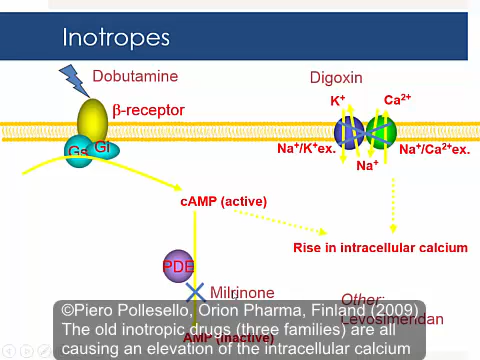 Inotropes
Dobutamine
Digoxin
β-receptor
K⁺
Ca²⁺
Gs
Gi
Na⁺/K⁺ex.
Na⁺/Ca²⁺ex.
Na⁺
cAMP (active)
Rise in intracellular calcium
PDE
Milrinone
Other:
Levosimendan
AMP (inactive)
©Piero Pollesello, Orion Pharma, Finland (2009)
The old inotropic drugs (three families) are all
causing an elevation of the intracellular calcium